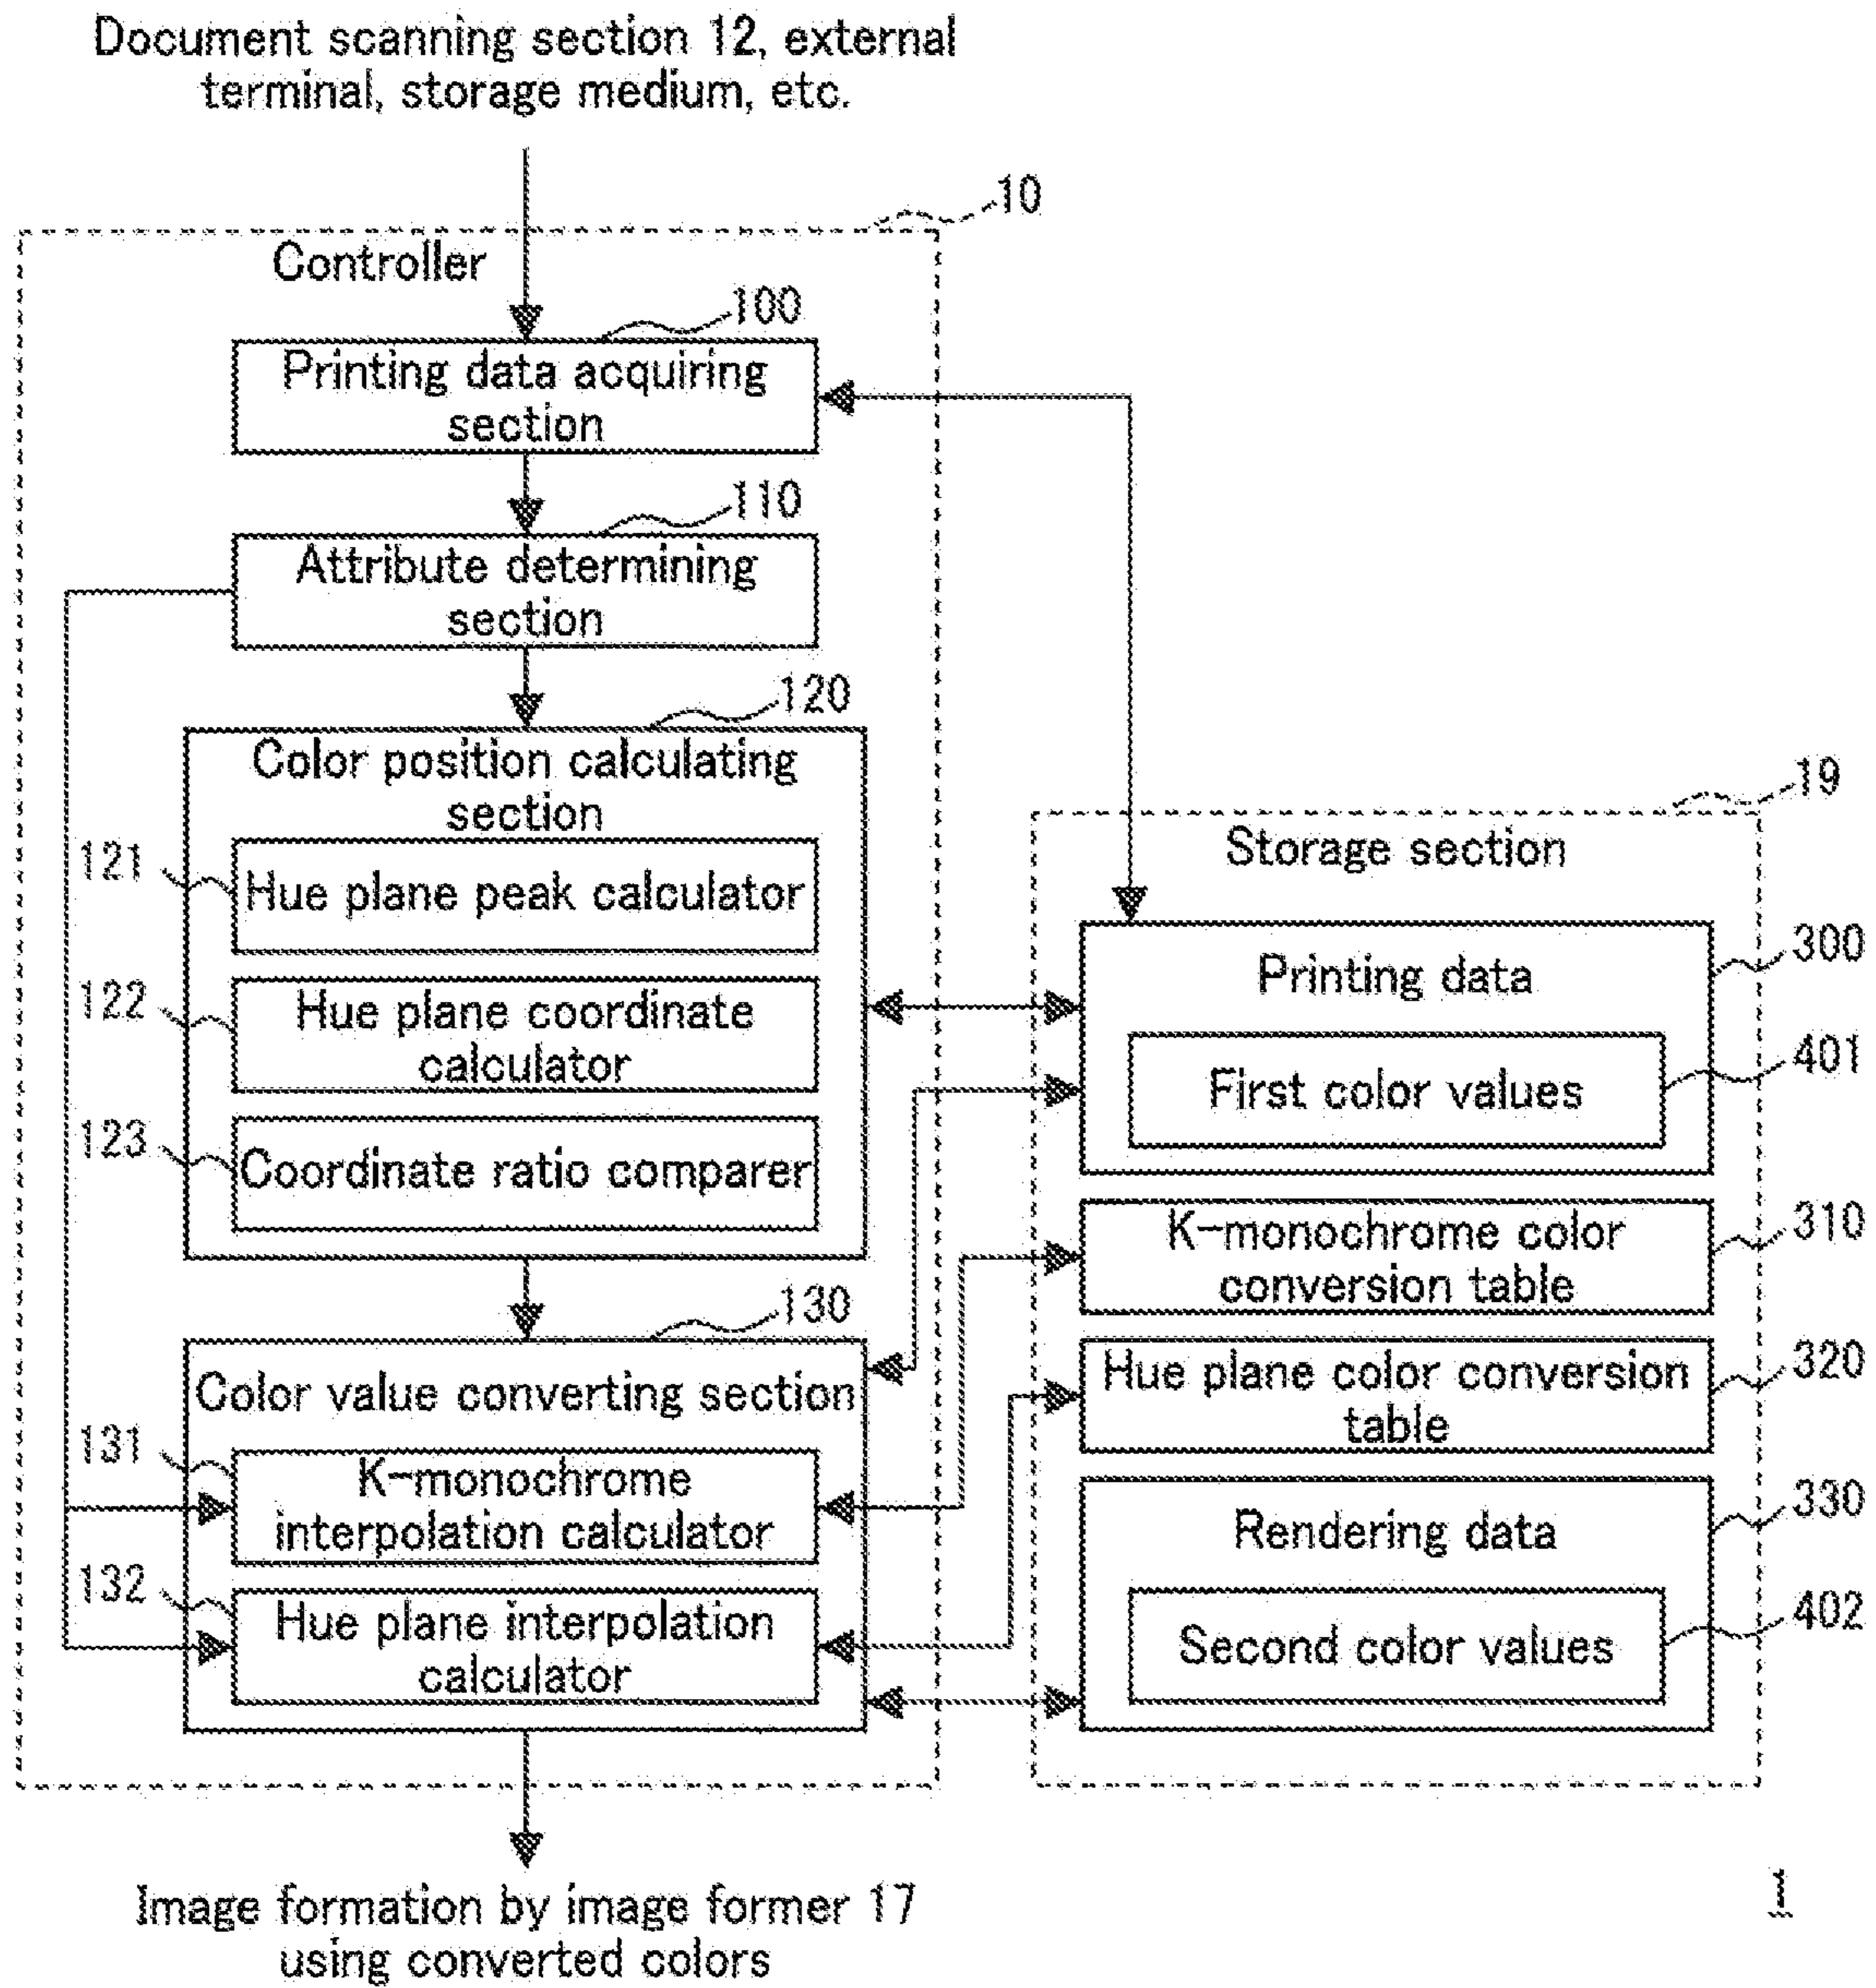 Document scanning section 12, external
terminal, storage medium, etc.
10
Controller
100
Printing data acquiring
section
110
Attribute determining
section
120
Color position calculating
section
121
Hue plane peak calculator
122
Hue plane coordinate
calculator
123
Coordinate ratio comparer
130
Color value converting section
131
K-monochrome
interpolation calculator
132
Hue plane interpolation
calculator
19
Storage section
300
Printing data
401
First color values
310
K-monochrome color
conversion table
320
Hue plane color conversion
table
330
Rendering data
402
Second color values
Image formation by image former 17
using converted colors
1